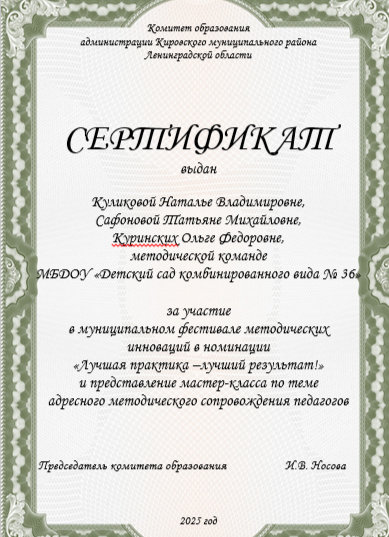 Комитет образования
администрации Кировского муниципального района
Ленинградской области
СЕРТИФИКАТ
выдан
Куликовой Наталье Владимировне,
Сафоновой Татьяне Михайловне,
Куринских Ольге Федоровне,
методической команде
МБДОУ «Детский сад комбинированного вида № 36»
за участие
в муниципальном фестивале методических
инноваций в номинации
«Лучшая практика –лучший результат!»
и представление мастер-класса по теме
адресного методического сопровождения педагогов
Председатель комитета образования И.В. Носова
2025 год